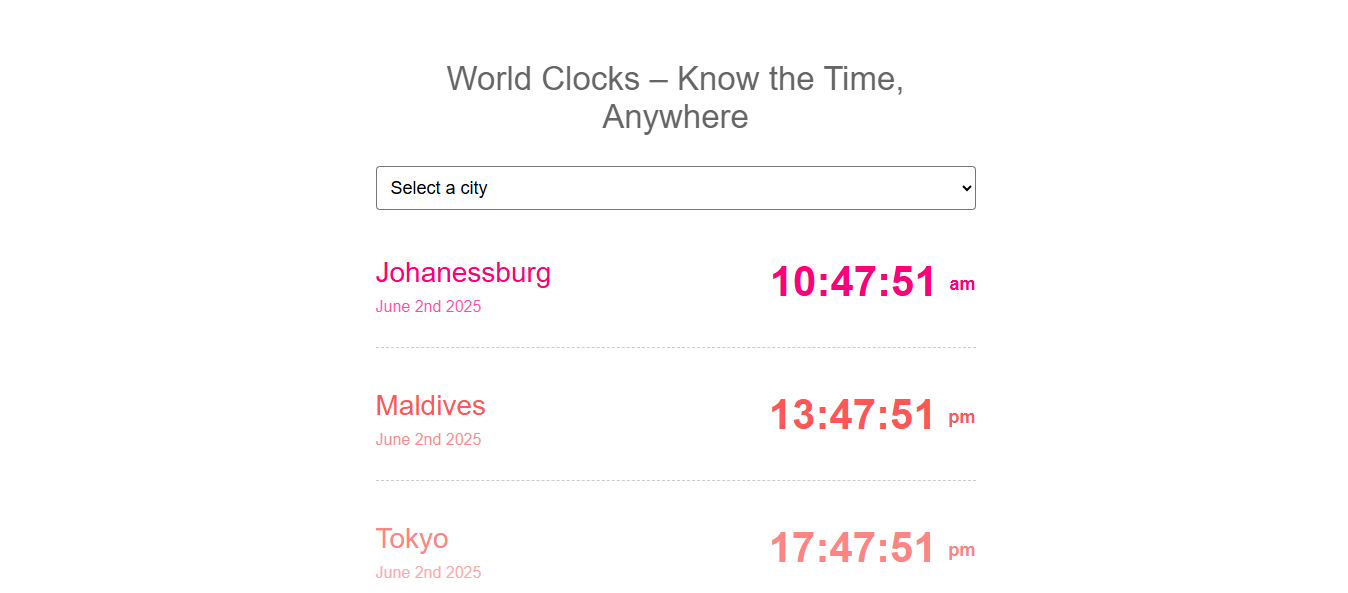 World Clocks – Know the Time,
Anywhere
Select a city
Johanessburg
10:47:51 am
June 2nd 2025
Maldives
13:47:51 pm
June 2nd 2025
Tokyo
17:47:51 pm
June 2nd 2025